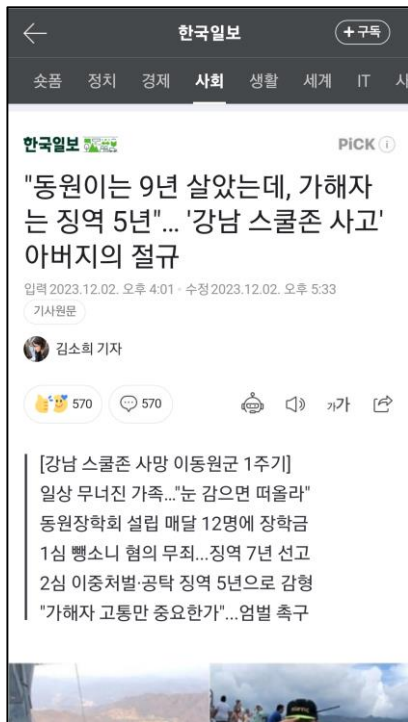 한국일보
+구독
숏폼 정치 경제 사회 생활 세계 IT 사
한국일보
PiCK i
"동원이는 9년 살았는데, 가해자
는 징역 5년"... '강남 스쿨존 사고'
아버지의 절규
입력 2023.12.02. 오후 4:01 · 수정 2023.12.02. 오후 5:33
기사원문
김소희 기자
570
570
가가
[강남 스쿨존 사망 이동원군 1주기]
일상 무너진 가족..."눈 감으면 떠올라"
동원장학회 설립 매달 12명에 장학금
1심 뺑소니 혐의 무죄...징역 7년 선고
2심 이중처벌·공탁 징역 5년으로 감형
"가해자 고통만 중요한가"...엄벌 촉구